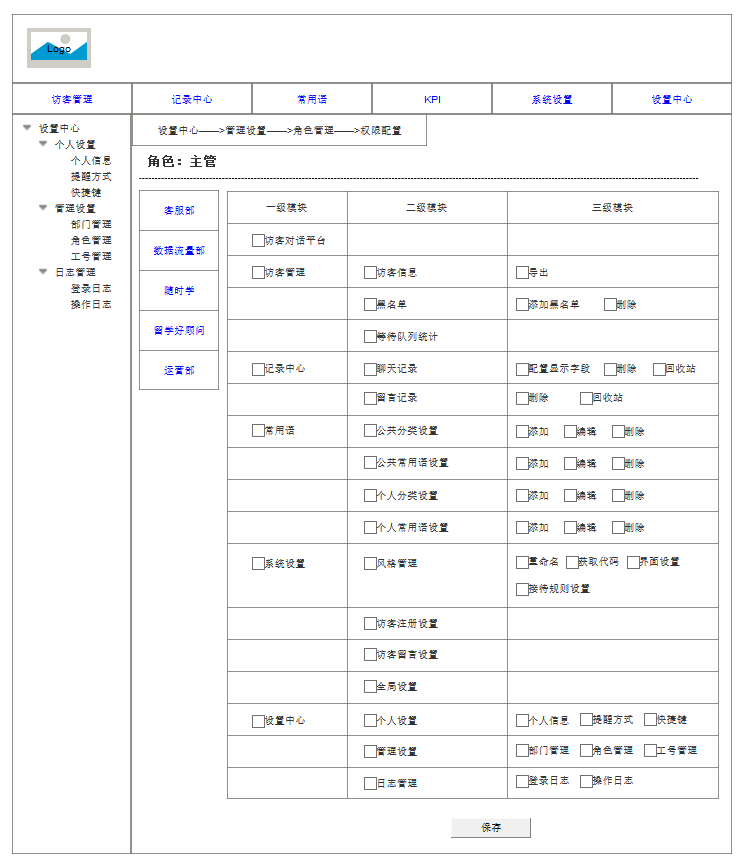 Logo
访客管理 记录中心 常用语 KPI 系统设置 设置中心
设置中心
个人设置
个人信息
提醒方式
快捷键
管理设置
部门管理
角色管理
工号管理
日志管理
登录日志
操作日志
设置中心——>管理设置——>角色管理——>权限配置
角色：主管
客服部
数据流量部
随时学
留学好顾问
运营部
一级模块 二级模块 三级模块
访客对话平台
访客管理 访客信息 导出
黑名单 添加黑名单 删除
等待队列统计
记录中心 聊天记录 配置显示字段 删除 回收站
留言记录 删除 回收站
常用语 公共分类设置 添加 编辑 删除
公共常用语设置 添加 编辑 删除
个人分类设置 添加 编辑 删除
个人常用语设置 添加 编辑 删除
系统设置 风格管理 重命名 获取代码 界面设置
接待规则设置
访客注册设置
访客留言设置
全局设置
设置中心 个人设置 个人信息 提醒方式 快捷键
管理设置 部门管理 角色管理 工号管理
日志管理 登录日志 操作日志
保存